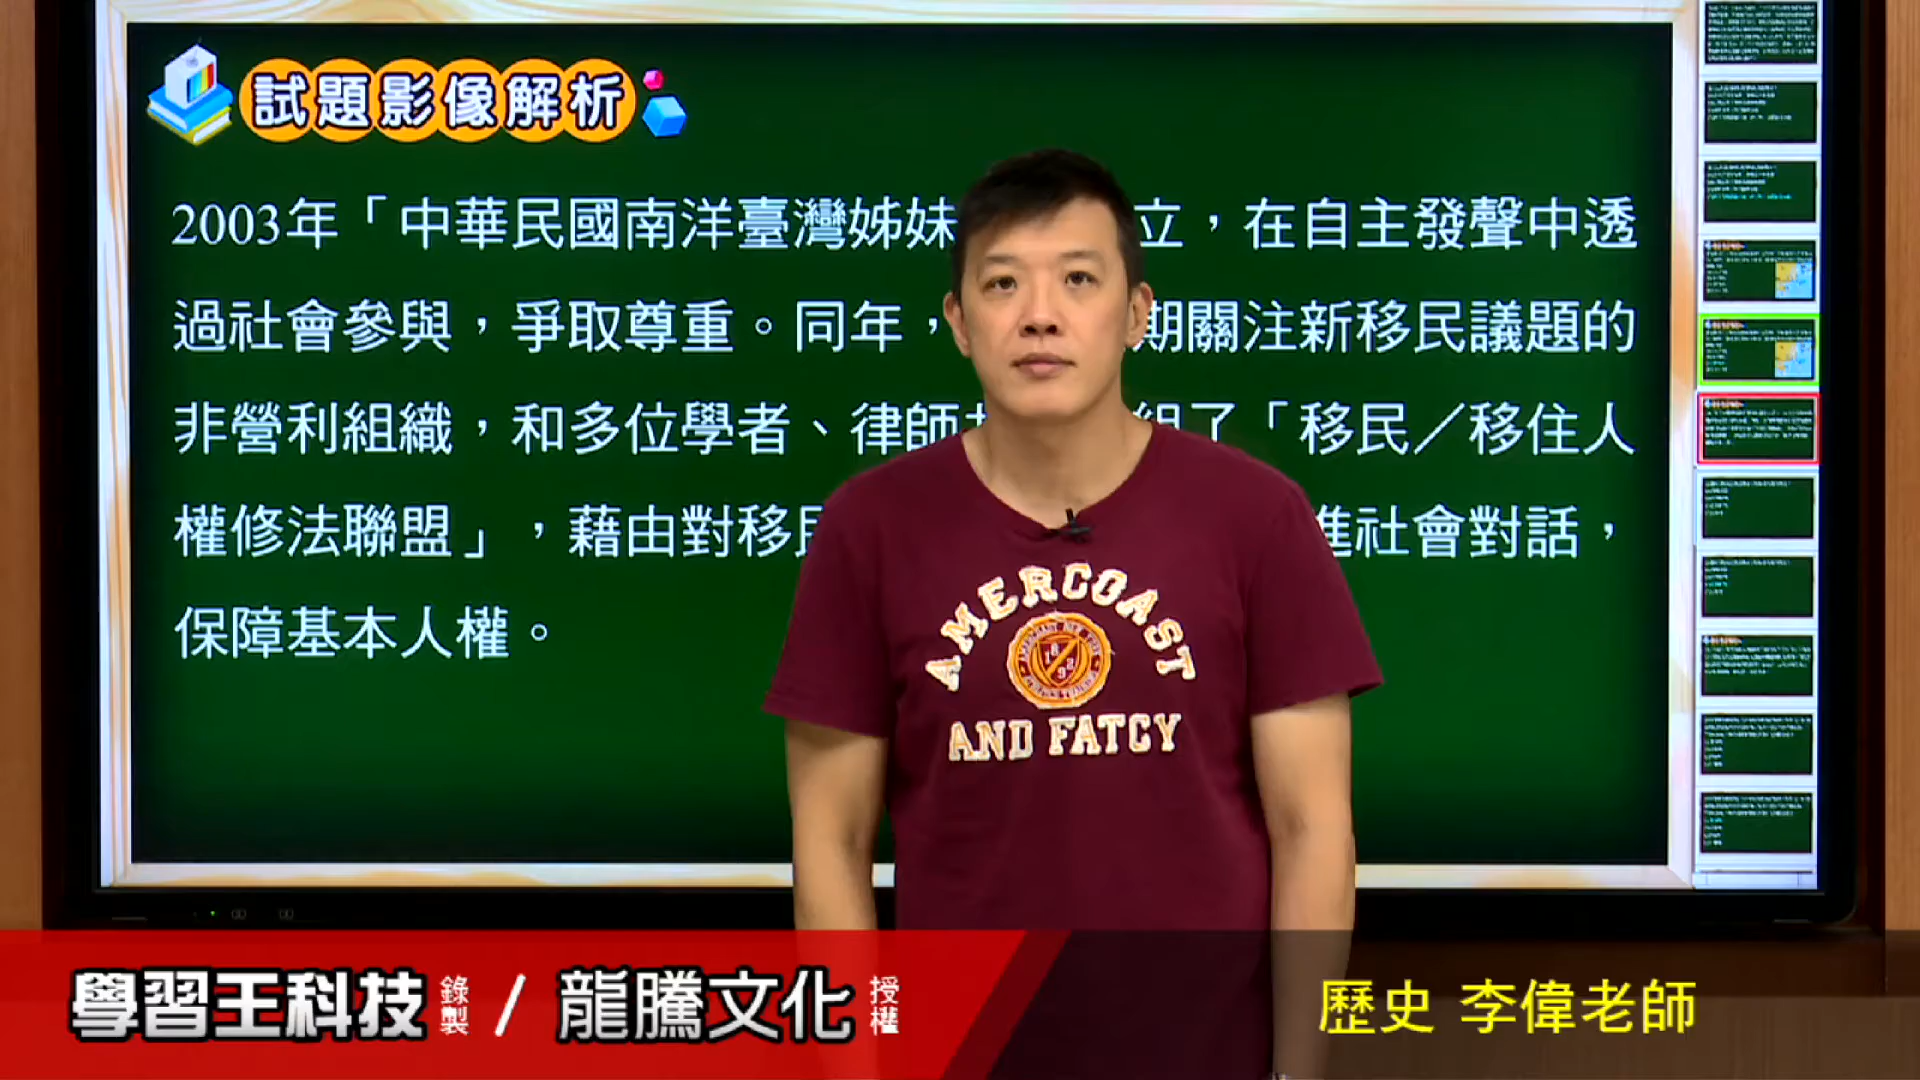 試題影像解析
2003年「中華民國南洋臺灣姊妹 立，在自主發聲中透
過社會參與，爭取尊重。同年， 期關注新移民議題的
非營利組織，和多位學者、律師 組了「移民／移住人
權修法聯盟」，藉由對移民 進社會對話，
保障基本人權。
AMERCOAST
1823
AND FATCY
學習王科技 錄製 / 龍騰文化 授權
歷史 李偉老師